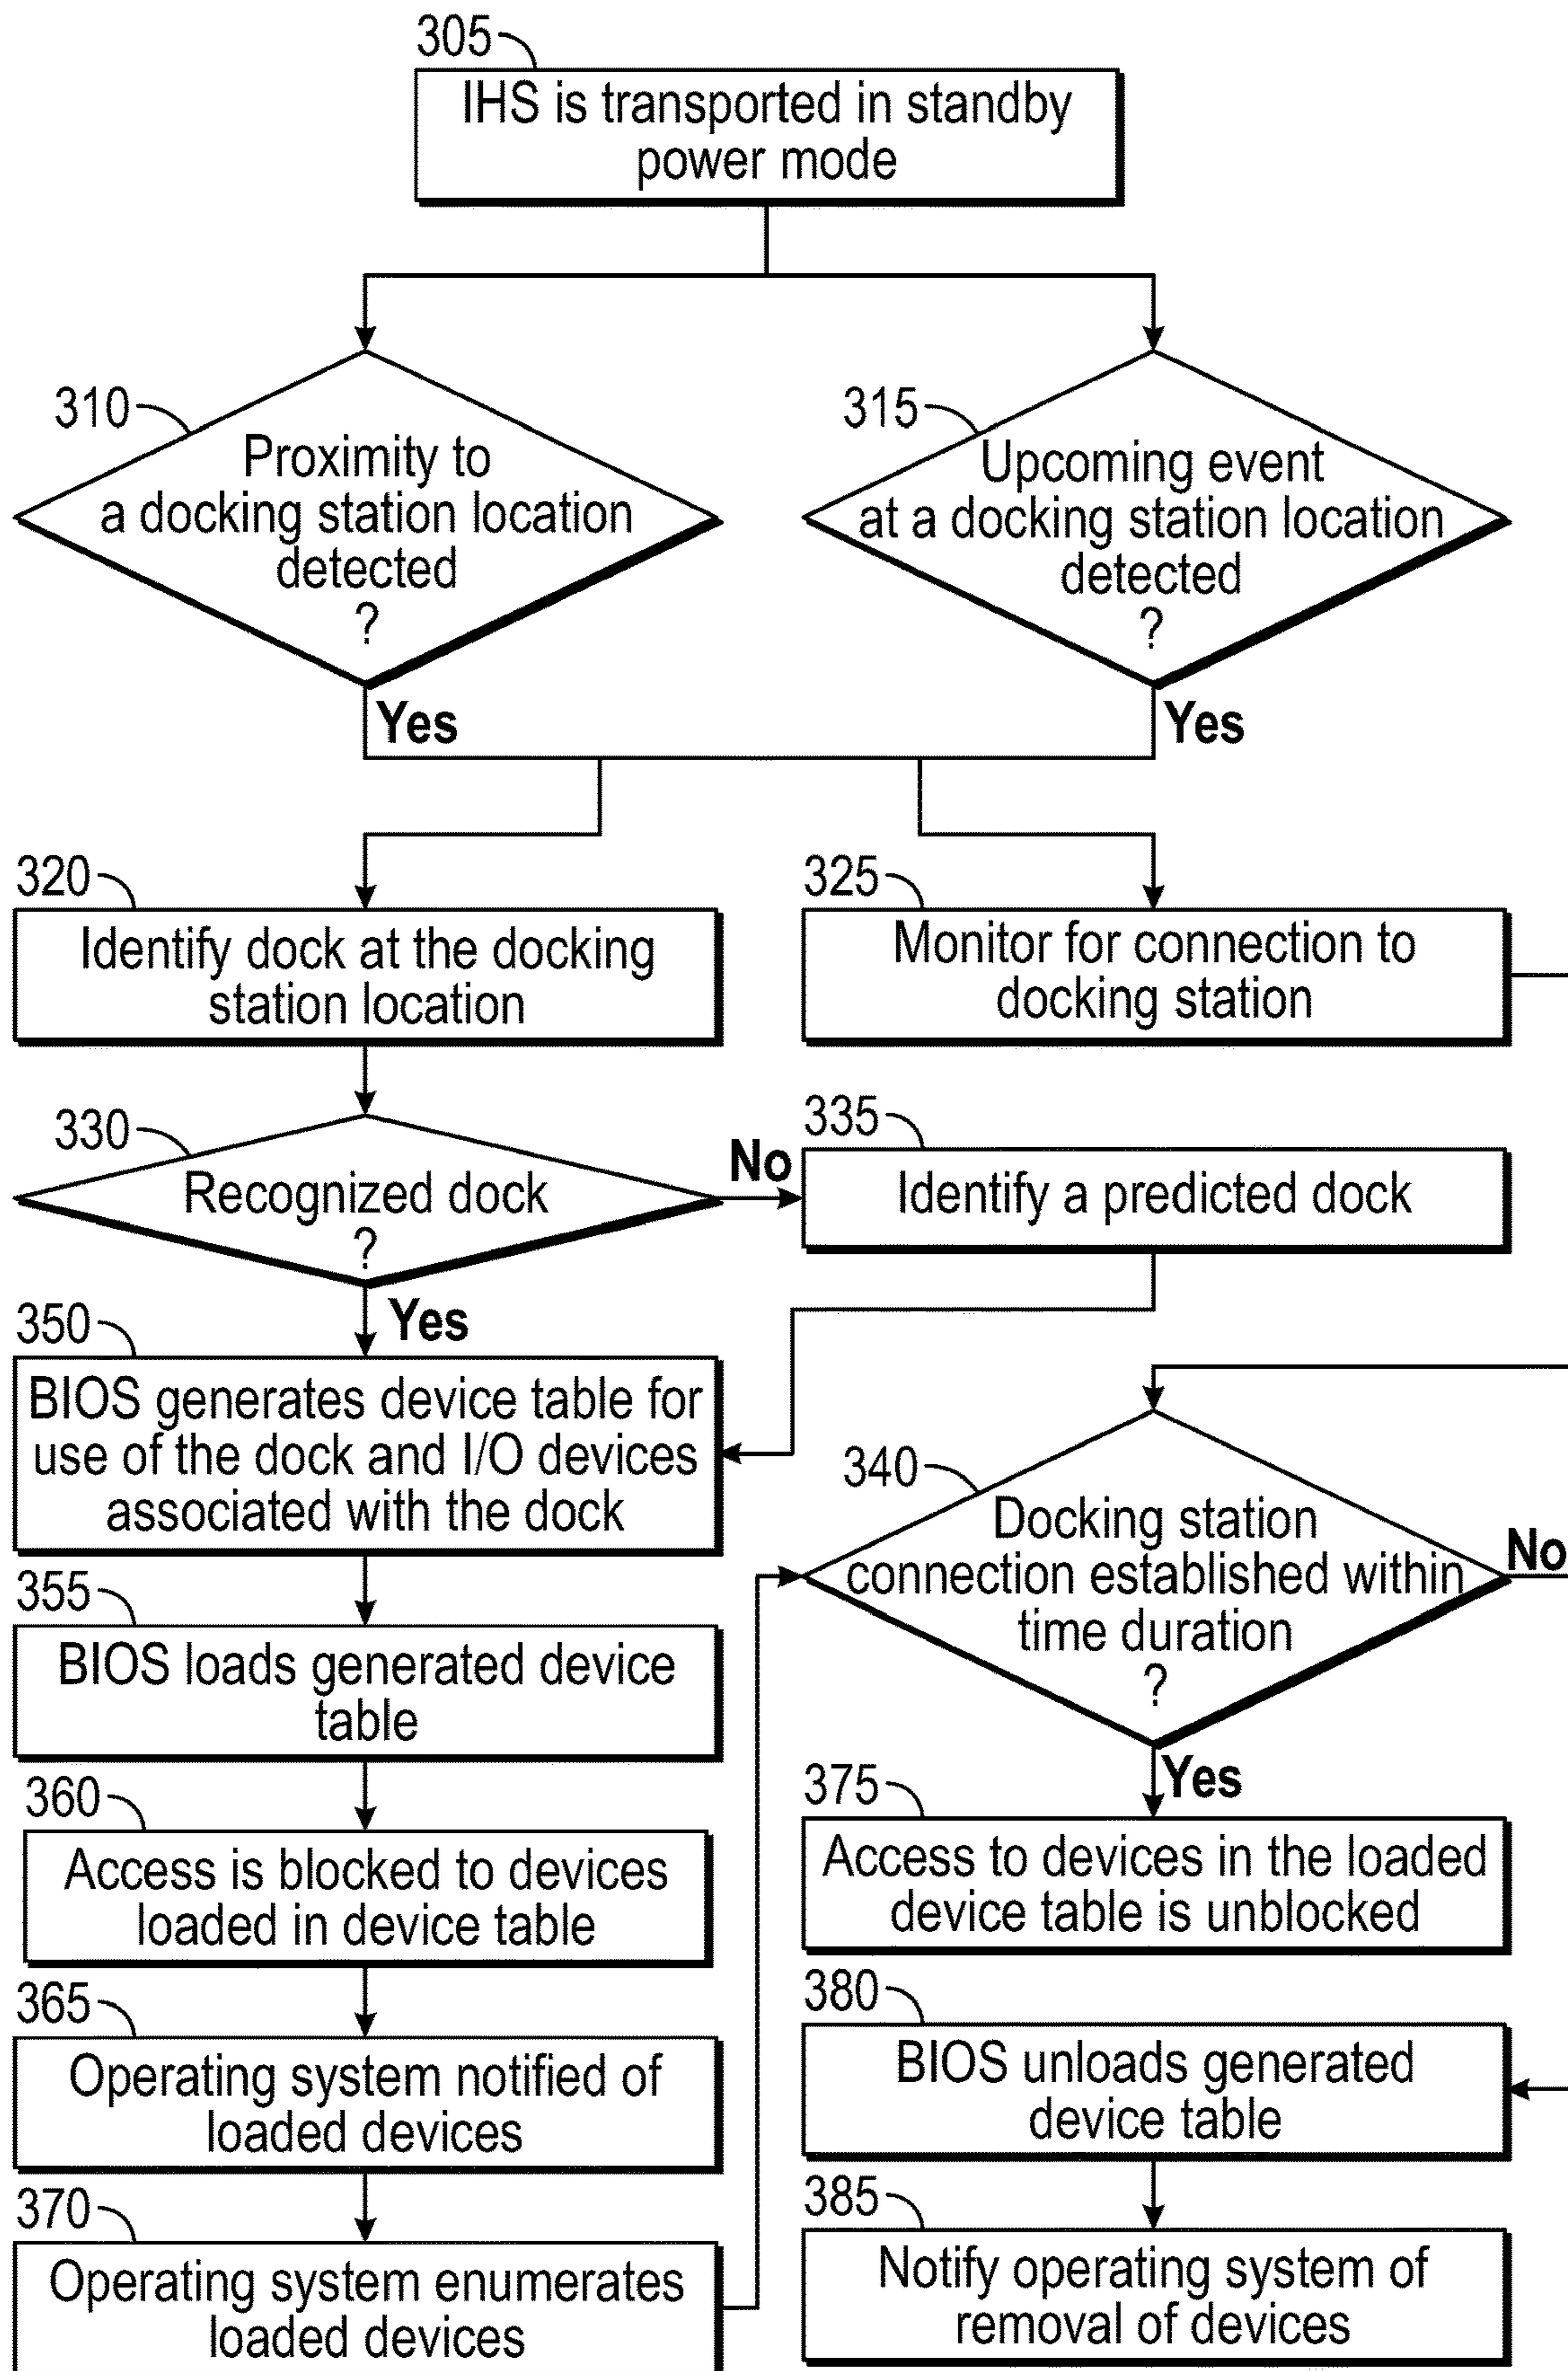 305
IHS is transported in standby
power mode
310
Proximity to
a docking station location
detected
?
Yes
315
Upcoming event
at a docking station location
detected
?
Yes
320
Identify dock at the docking
station location
325
Monitor for connection to
docking station
330
Recognized dock
?
No
Yes
335
Identify a predicted dock
350
BIOS generates device table for
use of the dock and I/O devices
associated with the dock
340
Docking station
connection established within
time duration
?
No
Yes
355
BIOS loads generated device
table
360
Access is blocked to devices
loaded in device table
375
Access to devices in the loaded
device table is unblocked
365
Operating system notified of
loaded devices
380
BIOS unloads generated
device table
370
Operating system enumerates
loaded devices
385
Notify operating system of
removal of devices